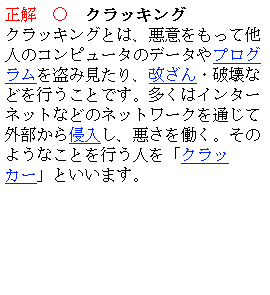 正解　○　クラッキング
クラッキングとは、悪意をもって他
人のコンピュータのデータやプログ
ラムを盗み見たり、改ざん・破壊な
どを行うことです。多くはインター
ネットなどのネットワークを通じて
外部から侵入し、悪さを働く。その
ようなことを行う人を「クラッ
カー」といいます。